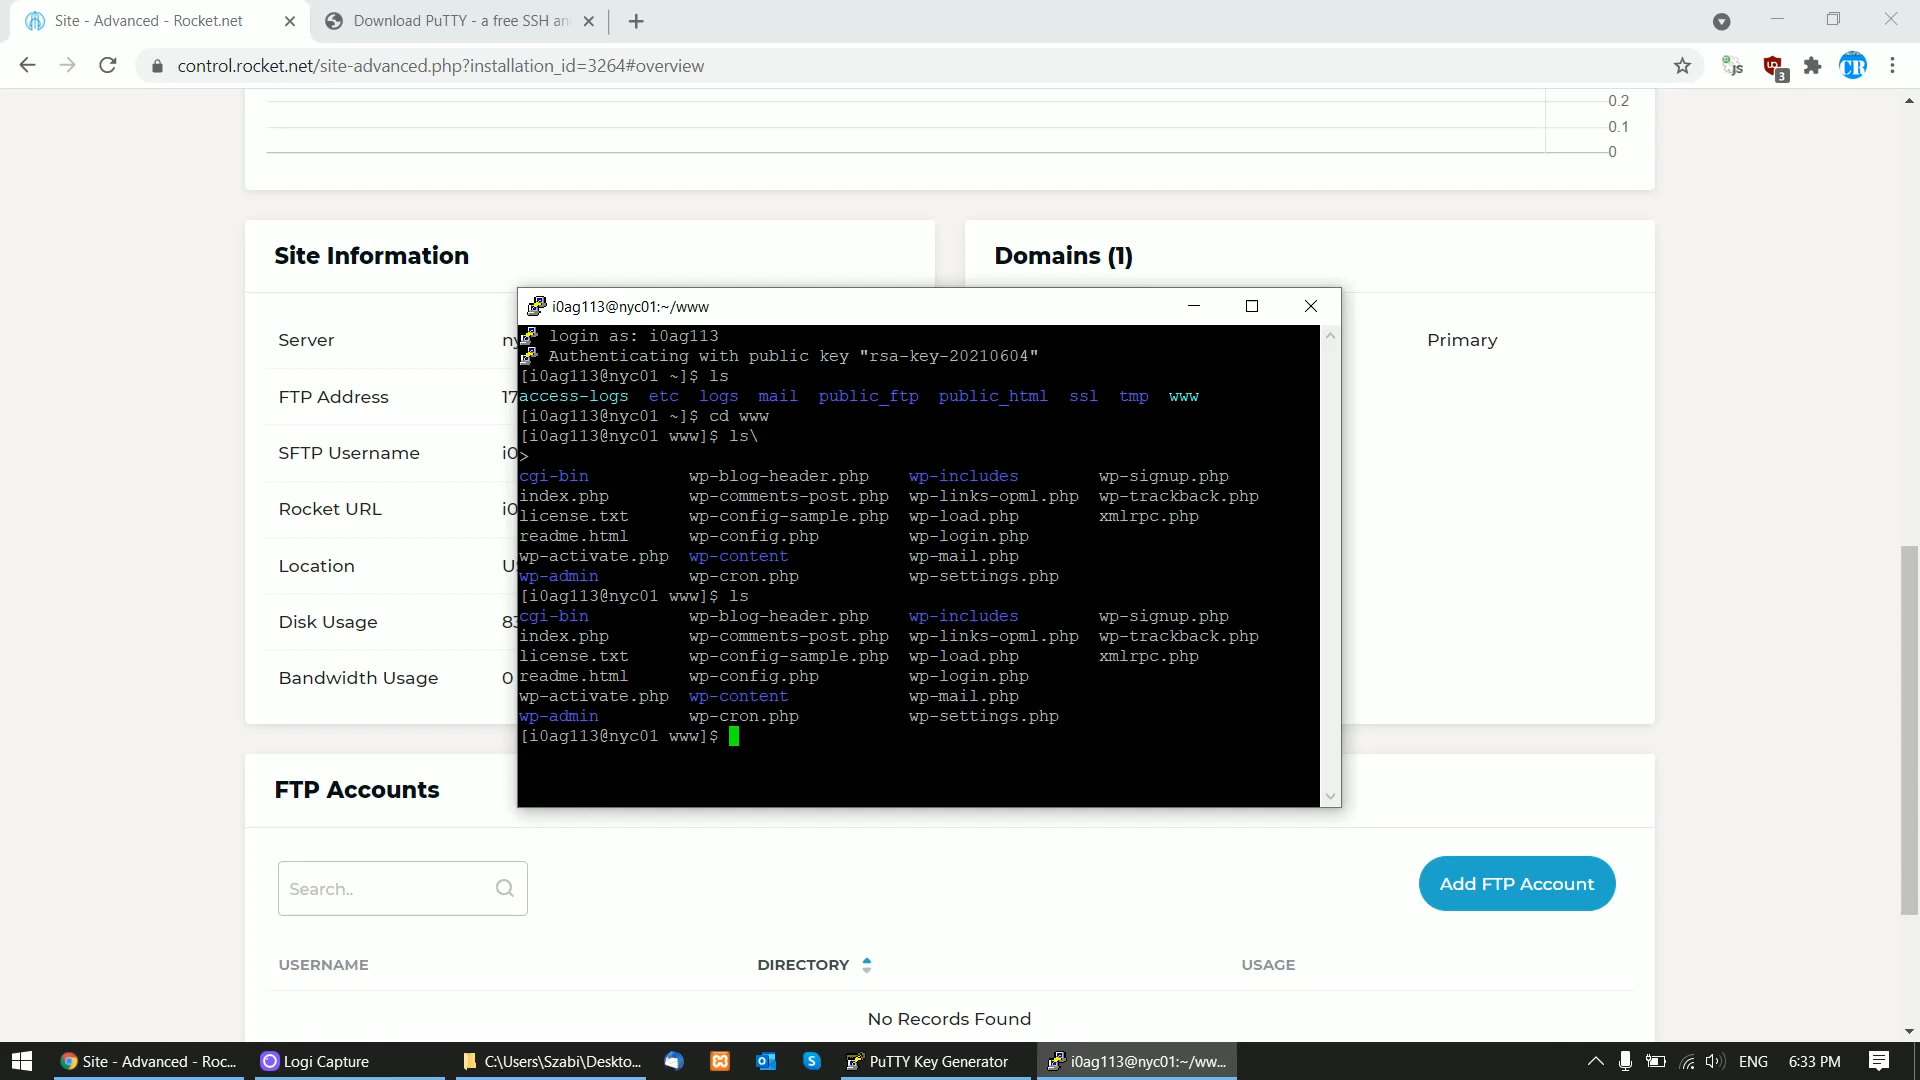 Site - Advanced - Rocket.net
Download PuTTY - a free SSH an
control.rocket.net/site-advanced.php?installation_id=3264#overview
JS
3
CR
0.2
0.1
0
Site Information
Domains (1)
Server
FTP Address
17
SFTP Username
i0
Rocket URL
i0
Location
U
Disk Usage
83
Bandwidth Usage
0
Primary
i0ag113@nyc01:~/www
login as: i0ag113
Authenticating with public key "rsa-key-20210604"
[i0ag113@nyc01 ~]$ ls
access-logs etc logs mail public_ftp public_html ssl tmp www
[i0ag113@nyc01 ~]$ cd www
[i0ag113@nyc01 www]$ ls\
>
cgi-bin wp-blog-header.php wp-includes wp-signup.php
index.php wp-comments-post.php wp-links-opml.php wp-trackback.php
license.txt wp-config-sample.php wp-load.php xmlrpc.php
readme.html wp-config.php wp-login.php
wp-activate.php wp-content wp-mail.php
wp-admin wp-cron.php wp-settings.php
[i0ag113@nyc01 www]$ ls
cgi-bin wp-blog-header.php wp-includes wp-signup.php
index.php wp-comments-post.php wp-links-opml.php wp-trackback.php
license.txt wp-config-sample.php wp-load.php xmlrpc.php
readme.html wp-config.php wp-login.php
wp-activate.php wp-content wp-mail.php
wp-admin wp-cron.php wp-settings.php
[i0ag113@nyc01 www]$
FTP Accounts
Search..
Add FTP Account
USERNAME DIRECTORY USAGE
No Records Found
Site - Advanced - Roc...
Logi Capture
C:\Users\Szabi\Deskto...
PuTTY Key Generator
i0ag113@nyc01:~/ww...
ENG
6:33 PM